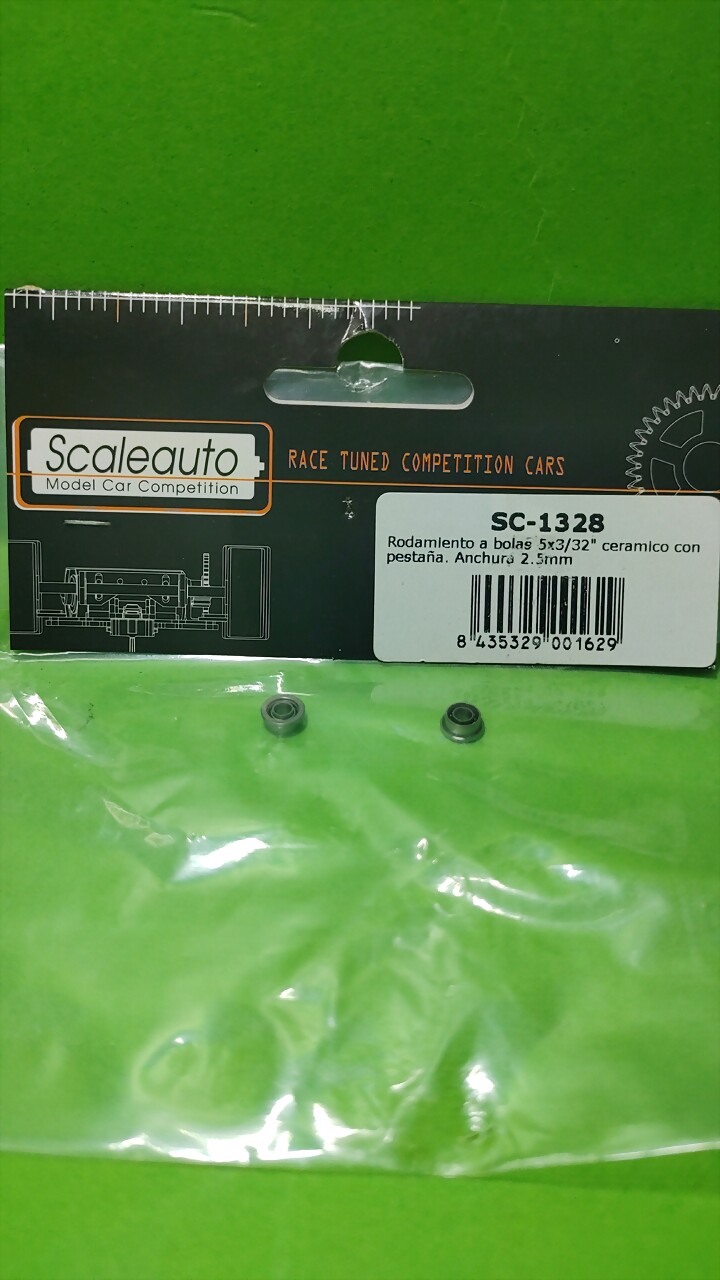 Scaleauto
Model Car Competition
RACE TUNED COMPETITION CARS
SC-1328
Rodamiento a bolas 5x3/32" ceramico con
pestaña. Anchura 2.5mm
8 435329 001629